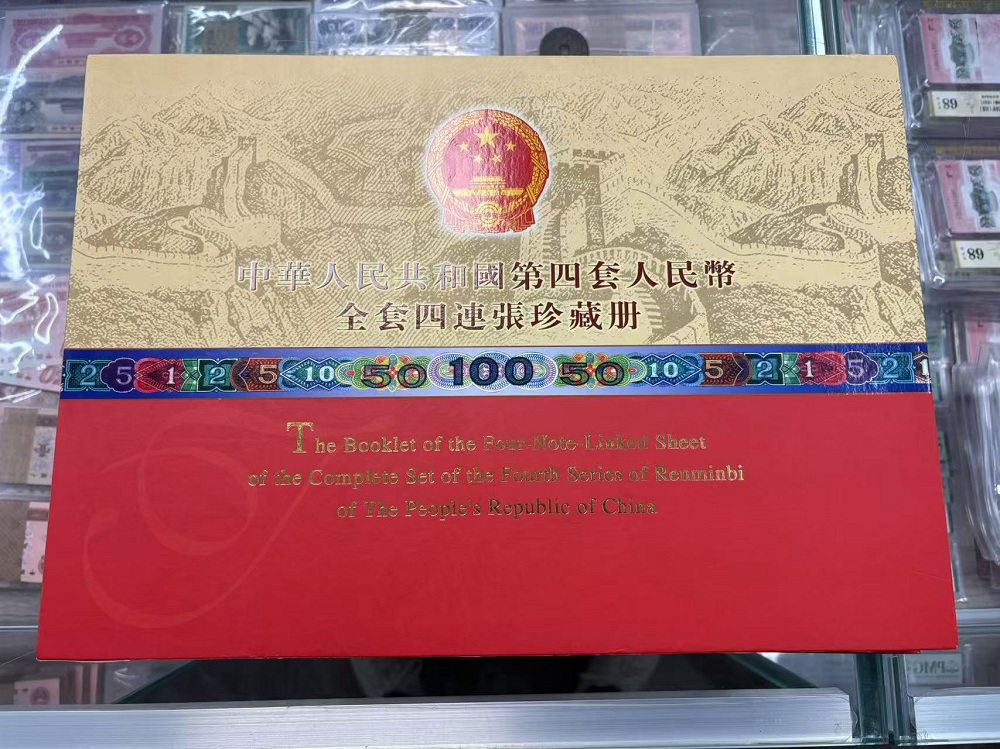 中華人民共和國第四套人民幣
全套四連張珍藏册
2 5 1 2 5 10 50 100 50 10 5 2 1 5 2 1
The Booklet of the Four-Note-Linked Sheet
of the Complete Set of the Fourth Series of Renminbi
of The People's Republic of China
68
68
PMG